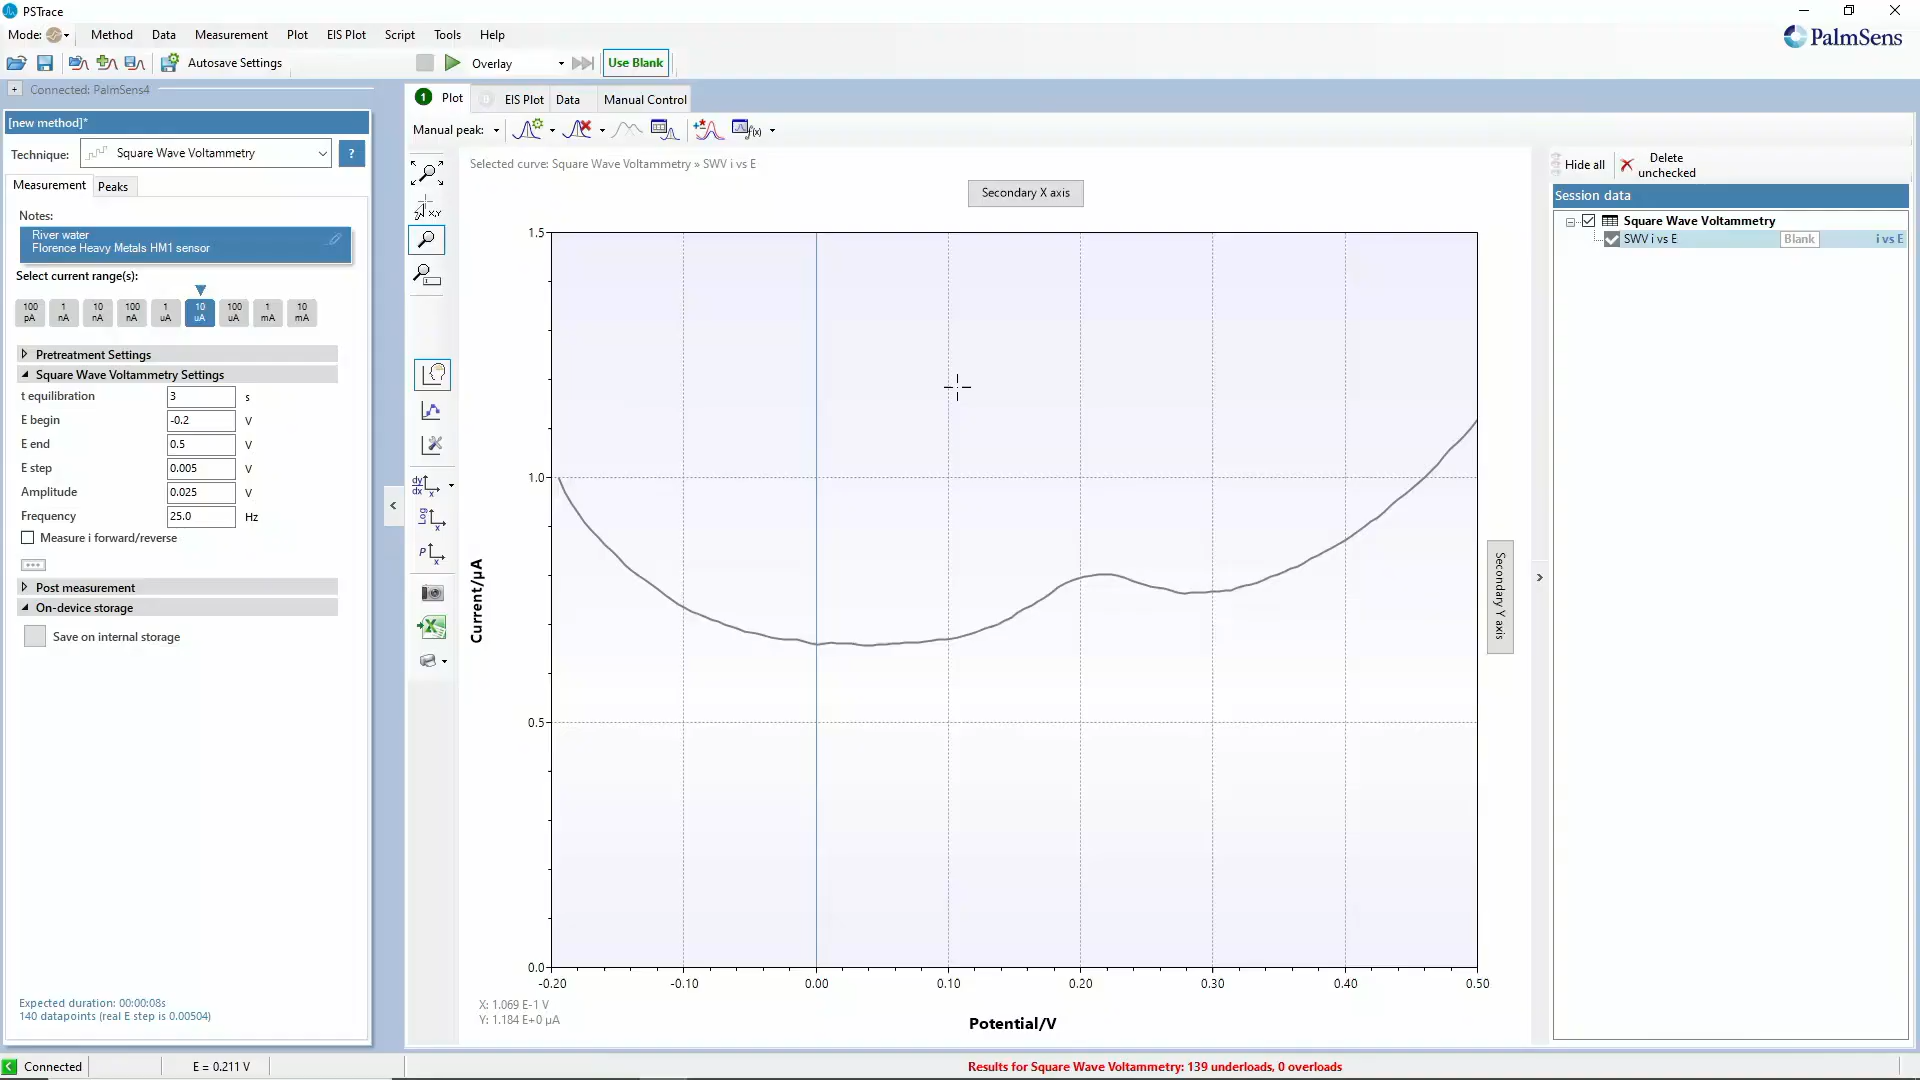 PSTrace
Mode:
Method Data Measurement Plot EIS Plot Script Tools Help
PalmSens
Autosave Settings
Overlay
Use Blank
Connected: PalmSens4
[new method]*
Technique:
Square Wave Voltammetry
?
Measurement
Peaks
Notes:
River water
Florence Heavy Metals HM1 sensor
Select current range(s):
100 pA
1 nA
10 nA
100 nA
1 uA
10 uA
100 uA
1 mA
10 mA
Pretreatment Settings
Square Wave Voltammetry Settings
t equilibration 3 s
E begin -0.2 V
E end 0.5 V
E step 0.005 V
Amplitude 0.025 V
Frequency 25.0 Hz
Measure i forward/reverse
Post measurement
On-device storage
Save on internal storage
Expected duration: 00:00:08s
140 datapoints (real E step is 0.00504)
1 Plot
EIS Plot
Data
Manual Control
Manual peak:
f(x)
x,y
dy/dx x
Log x
P x
Selected curve: Square Wave Voltammetry » SWV i vs E
Secondary X axis
1.5
1.0
0.5
0.0
Current/µA
-0.20 -0.10 0.00 0.10 0.20 0.30 0.40 0.50
X: 1.069 E-1 V
Y: 1.184 E+0 µA
Potential/V
Secondary Y axis
Hide all
Delete
unchecked
Session data
Square Wave Voltammetry
SWV i vs E Blank i vs E
Connected
E = 0.211 V
Results for Square Wave Voltammetry: 139 underloads, 0 overloads